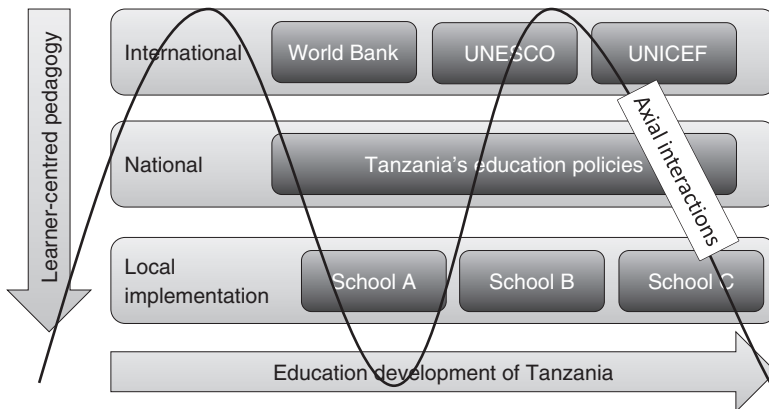 Learner-centred pedagogy
International
World Bank
UNESCO
UNICEF
Axial interactions
National
Tanzania's education policies
Local
implementation
School A
School B
School C
Education development of Tanzania